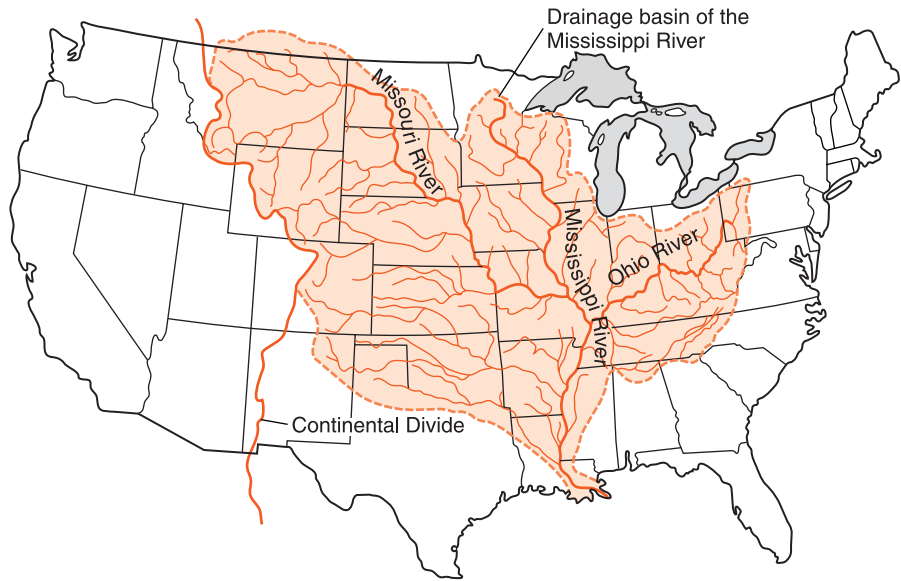 Drainage basin of the
Mississippi River
Missouri River
Mississippi River
Ohio River
Continental Divide